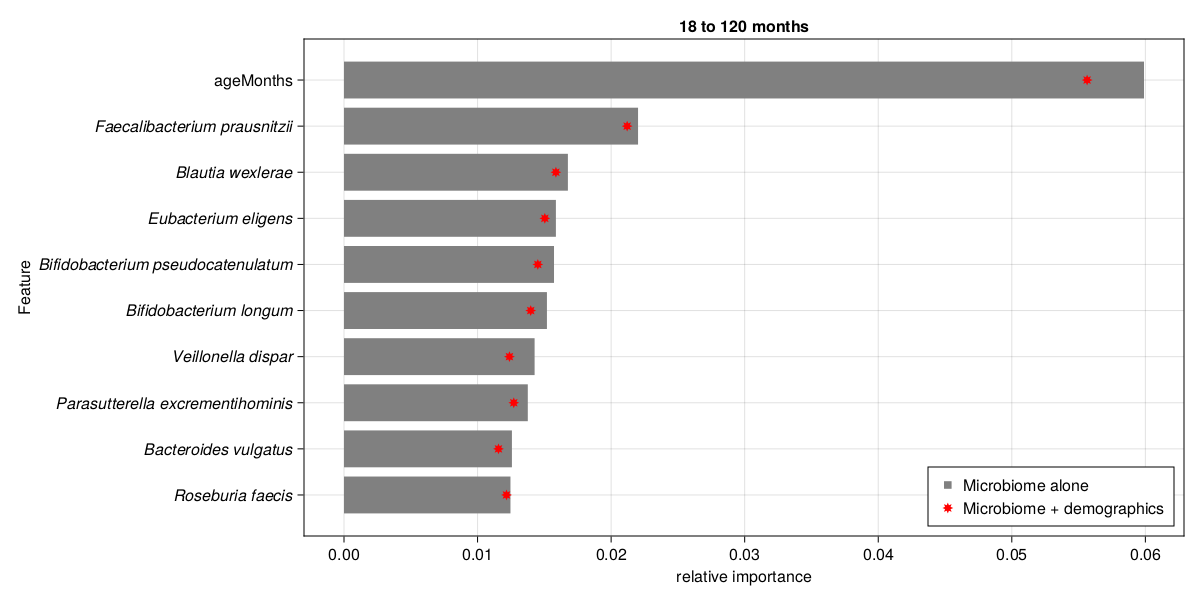 18 to 120 months
ageMonths
Faecalibacterium prausnitzii
Blautia wexlerae
Eubacterium eligens
Bifidobacterium pseudocatenulatum
Bifidobacterium longum
Veillonella dispar
Parasutterella excrementihominis
Bacteroides vulgatus
Roseburia faecis
Feature
Microbiome alone
Microbiome + demographics
0.00 0.01 0.02 0.03 0.04 0.05 0.06
relative importance